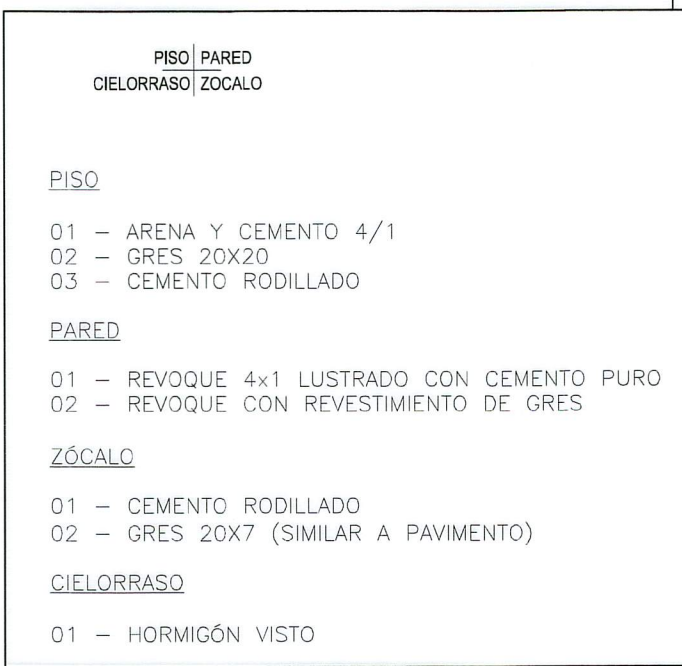 PISO PARED
CIELORRASO ZOCALO
PISO
01 – ARENA Y CEMENTO 4/1
02 – GRES 20X20
03 – CEMENTO RODILLADO
PARED
01 – REVOQUE 4x1 LUSTRADO CON CEMENTO PURO
02 – REVOQUE CON REVESTIMIENTO DE GRES
ZÓCALO
01 – CEMENTO RODILLADO
02 – GRES 20X7 (SIMILAR A PAVIMENTO)
CIELORRASO
01 – HORMIGÓN VISTO